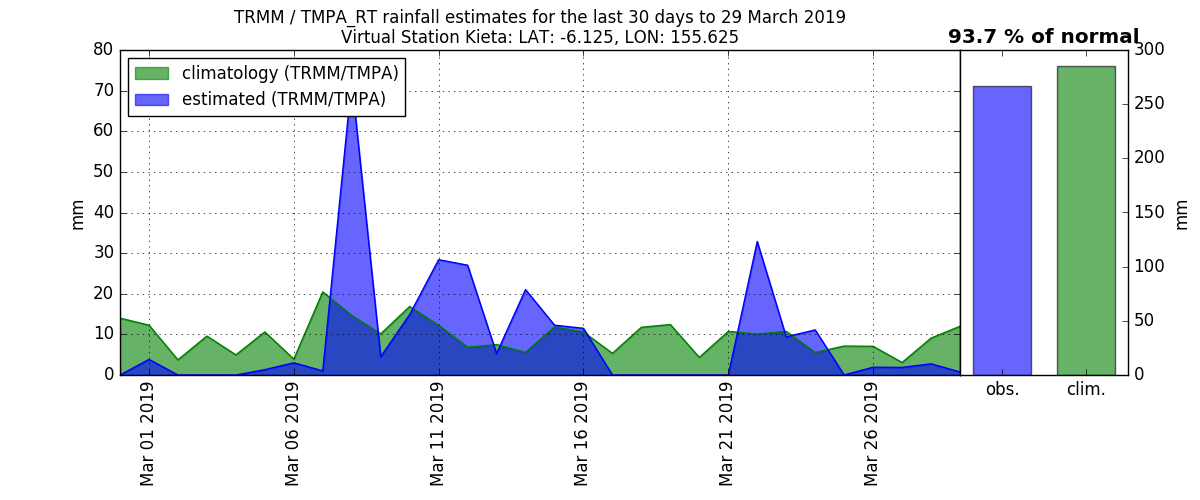 TRMM / TMPA_RT rainfall estimates for the last 30 days to 29 March 2019
Virtual Station Kieta: LAT: -6.125, LON: 155.625
93.7 % of normal
climatology (TRMM/TMPA)
estimated (TRMM/TMPA)
80
70
60
50
40
30
20
10
0
mm
Mar 01 2019
Mar 06 2019
Mar 11 2019
Mar 16 2019
Mar 21 2019
Mar 26 2019
obs.
clim.
300
250
200
150
100
50
0
mm